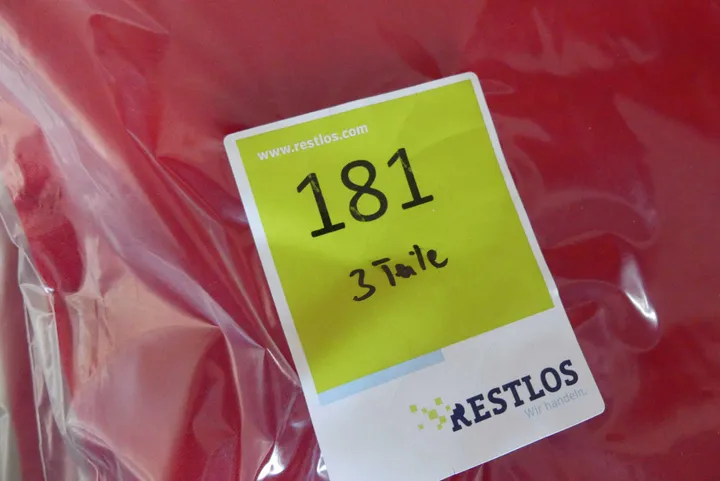 www.restlos.com
181
3 Teile
RESTLOS
Wir handeln.